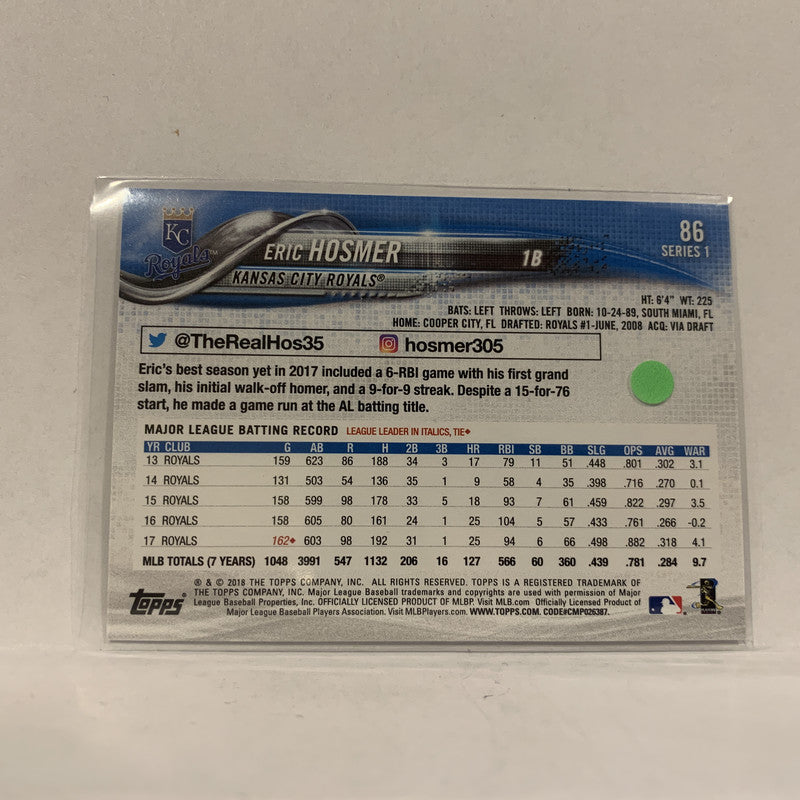 KC
Royals™
ERIC HOSMER
1B
KANSAS CITY ROYALS®
86
SERIES 1
HT: 6'4" WT: 225
BATS: LEFT THROWS: LEFT BORN: 10-24-89, SOUTH MIAMI, FL
HOME: COOPER CITY, FL DRAFTED: ROYALS #1-JUNE, 2008 ACQ: VIA DRAFT
@TheRealHos35 hosmer305
Eric's best season yet in 2017 included a 6-RBI game with his first grand
slam, his initial walk-off homer, and a 9-for-9 streak. Despite a 15-for-76
start, he made a game run at the AL batting title.
MAJOR LEAGUE BATTING RECORD LEAGUE LEADER IN ITALICS, TIE♦
YR CLUB G AB R H 2B 3B HR RBI SB BB SLG OPS AVG WAR
13 ROYALS 159 623 86 188 34 3 17 79 11 51 .448 .801 .302 3.1
14 ROYALS 131 503 54 136 35 1 9 58 4 35 .398 .716 .270 0.1
15 ROYALS 158 599 98 178 33 5 18 93 7 61 .459 .822 .297 3.5
16 ROYALS 158 605 80 161 24 1 25 104 5 57 .433 .761 .266 -0.2
17 ROYALS 162♦ 603 98 192 31 1 25 94 6 66 .498 .882 .318 4.1
MLB TOTALS (7 YEARS) 1048 3991 547 1132 206 16 127 566 60 360 .439 .781 .284 9.7
Topps®
® & © 2018 THE TOPPS COMPANY, INC. ALL RIGHTS RESERVED. TOPPS IS A REGISTERED TRADEMARK OF
THE TOPPS COMPANY, INC. Major League Baseball trademarks and copyrights are used with permission of Major
League Baseball Properties, Inc. OFFICIALLY LICENSED PRODUCT OF MLBP. Visit MLB.com Officially Licensed Product of
Major League Baseball Players Association. Visit MLBPlayers.com. WWW.TOPPS.COM. CODE#CMP026387.